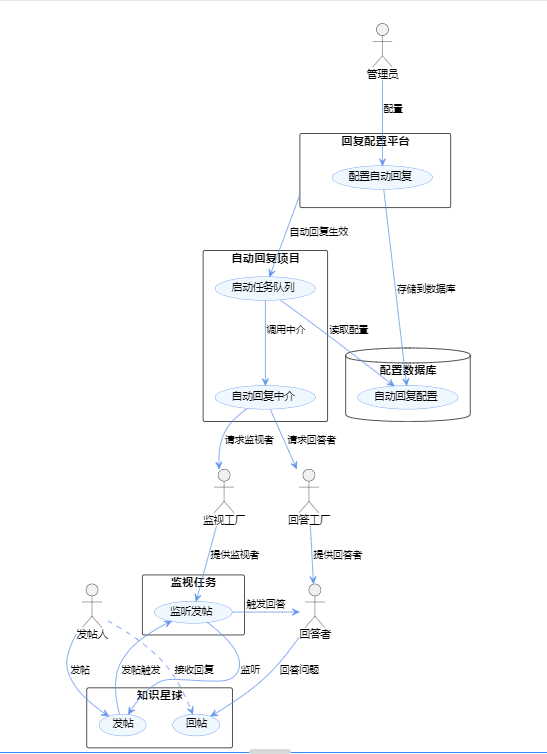 管理员
配置
回复配置平台
配置自动回复
自动回复生效
自动回复项目
启动任务队列
存储到数据库
调用中介
读取配置
配置数据库
自动回复中介
自动回复配置
请求监视者
请求回答者
监视工厂
回答工厂
提供监视者
提供回答者
监视任务
触发回答
监听发帖
发帖人
回答者
发帖
发帖触发
接收回复
监听
回答问题
知识星球
发帖
回帖